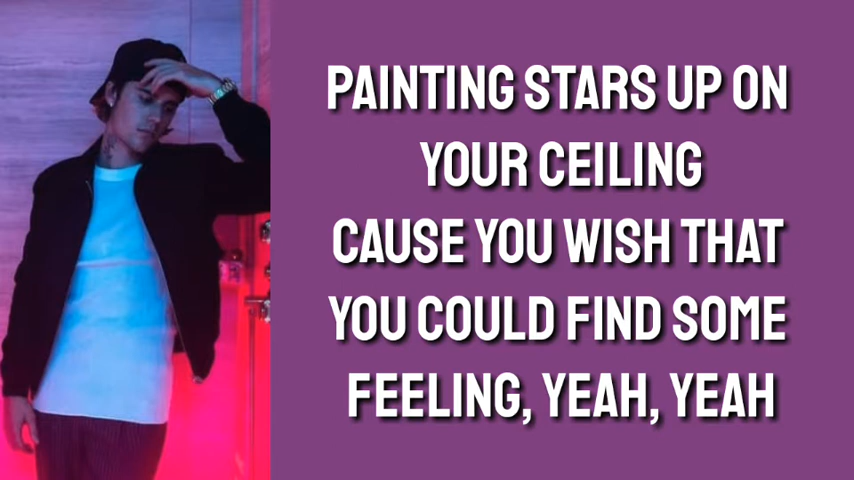 PAINTING STARS UP ON
YOUR CEILING
CAUSE YOU WISH THAT
YOU COULD FIND SOME
FEELING, YEAH, YEAH